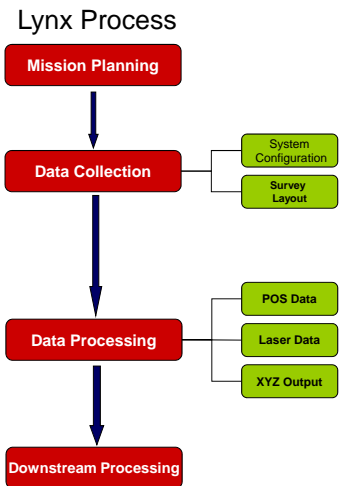 Lynx Process
Mission Planning
Data Collection
System
Configuration
Survey
Layout
Data Processing
POS Data
Laser Data
XYZ Output
Downstream Processing